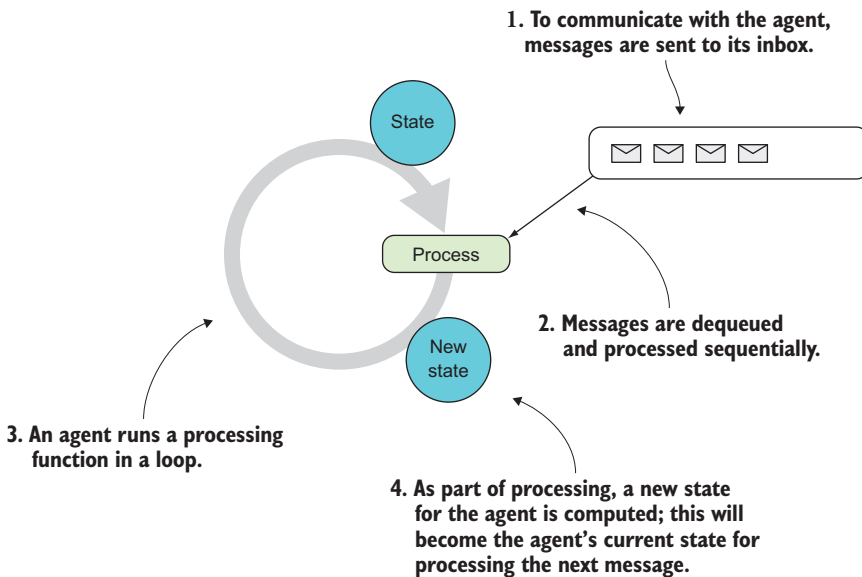 1. To communicate with the agent,
messages are sent to its inbox.
State
Process
2. Messages are dequeued
and processed sequentially.
New
state
3. An agent runs a processing
function in a loop.
4. As part of processing, a new state
for the agent is computed; this will
become the agent's current state for
processing the next message.